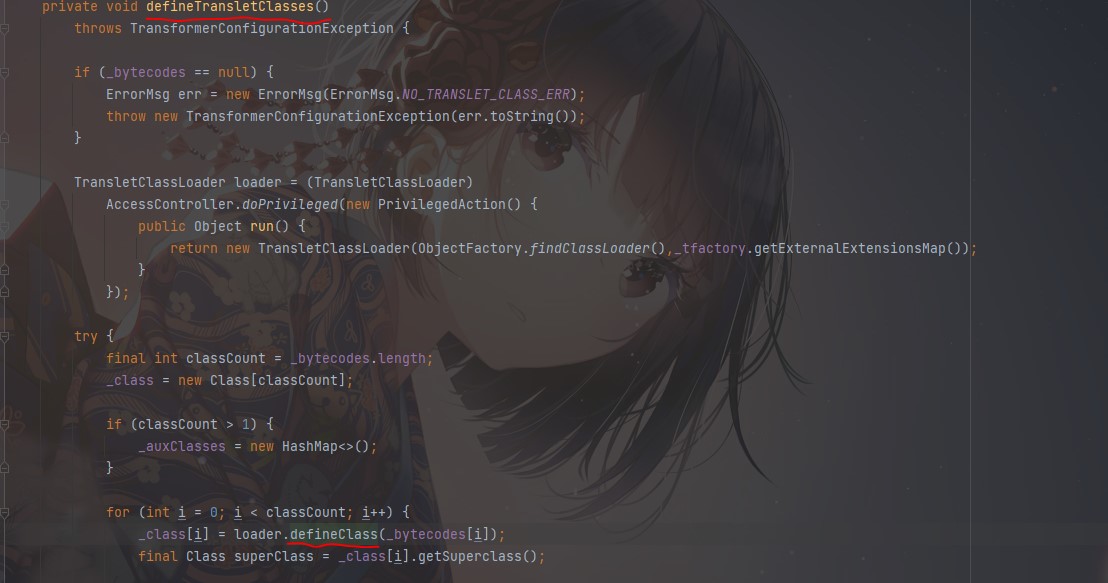 private void defineTransletClasses()
throws TransformerConfigurationException {
if (_bytecodes == null) {
ErrorMsg err = new ErrorMsg(ErrorMsg.NO_TRANSLET_CLASS_ERR);
throw new TransformerConfigurationException(err.toString());
}
TransletClassLoader loader = (TransletClassLoader)
AccessController.doPrivileged(new PrivilegedAction() {
public Object run() {
return new TransletClassLoader(ObjectFactory.findClassLoader(),_tfactory.getExternalExtensionsMap());
}
});
try {
final int classCount = _bytecodes.length;
_class = new Class[classCount];
if (classCount > 1) {
_auxClasses = new HashMap<>();
}
for (int i = 0; i < classCount; i++) {
_class[i] = loader.defineClass(_bytecodes[i]);
final Class superClass = _class[i].getSuperclass();